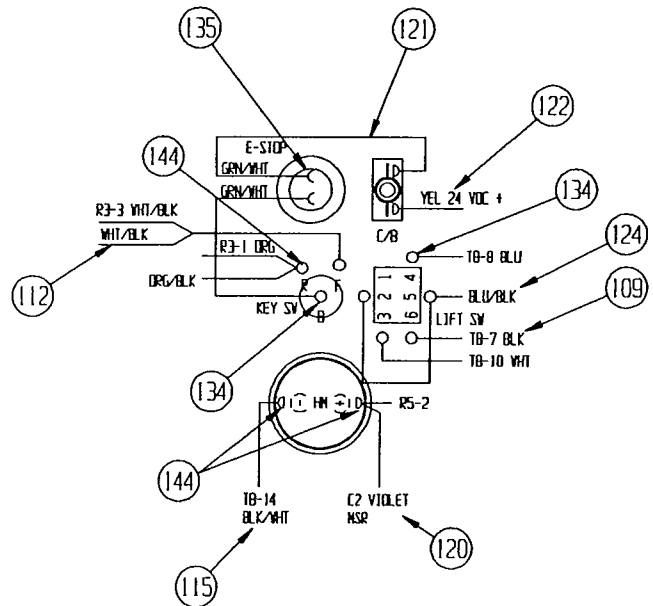 135
121
122
E-STOP
144
GRN/WHT
GRN/WHT
YEL 24 VDC +
134
R3-3 WHT/BLK
WHT/BLK
C/B
R3-1 ORG
TB-8 BLU
124
ORG/BLK
R F
1 4
2 5
3 6
BLU/BLK
112
KEY SW
B
LIFT SW
109
TB-7 BLK
TB-10 WHT
134
(-) HM (+)
R5-2
144
TB-14
BLK/WHT
C2 VIOLET
MSR
120
115